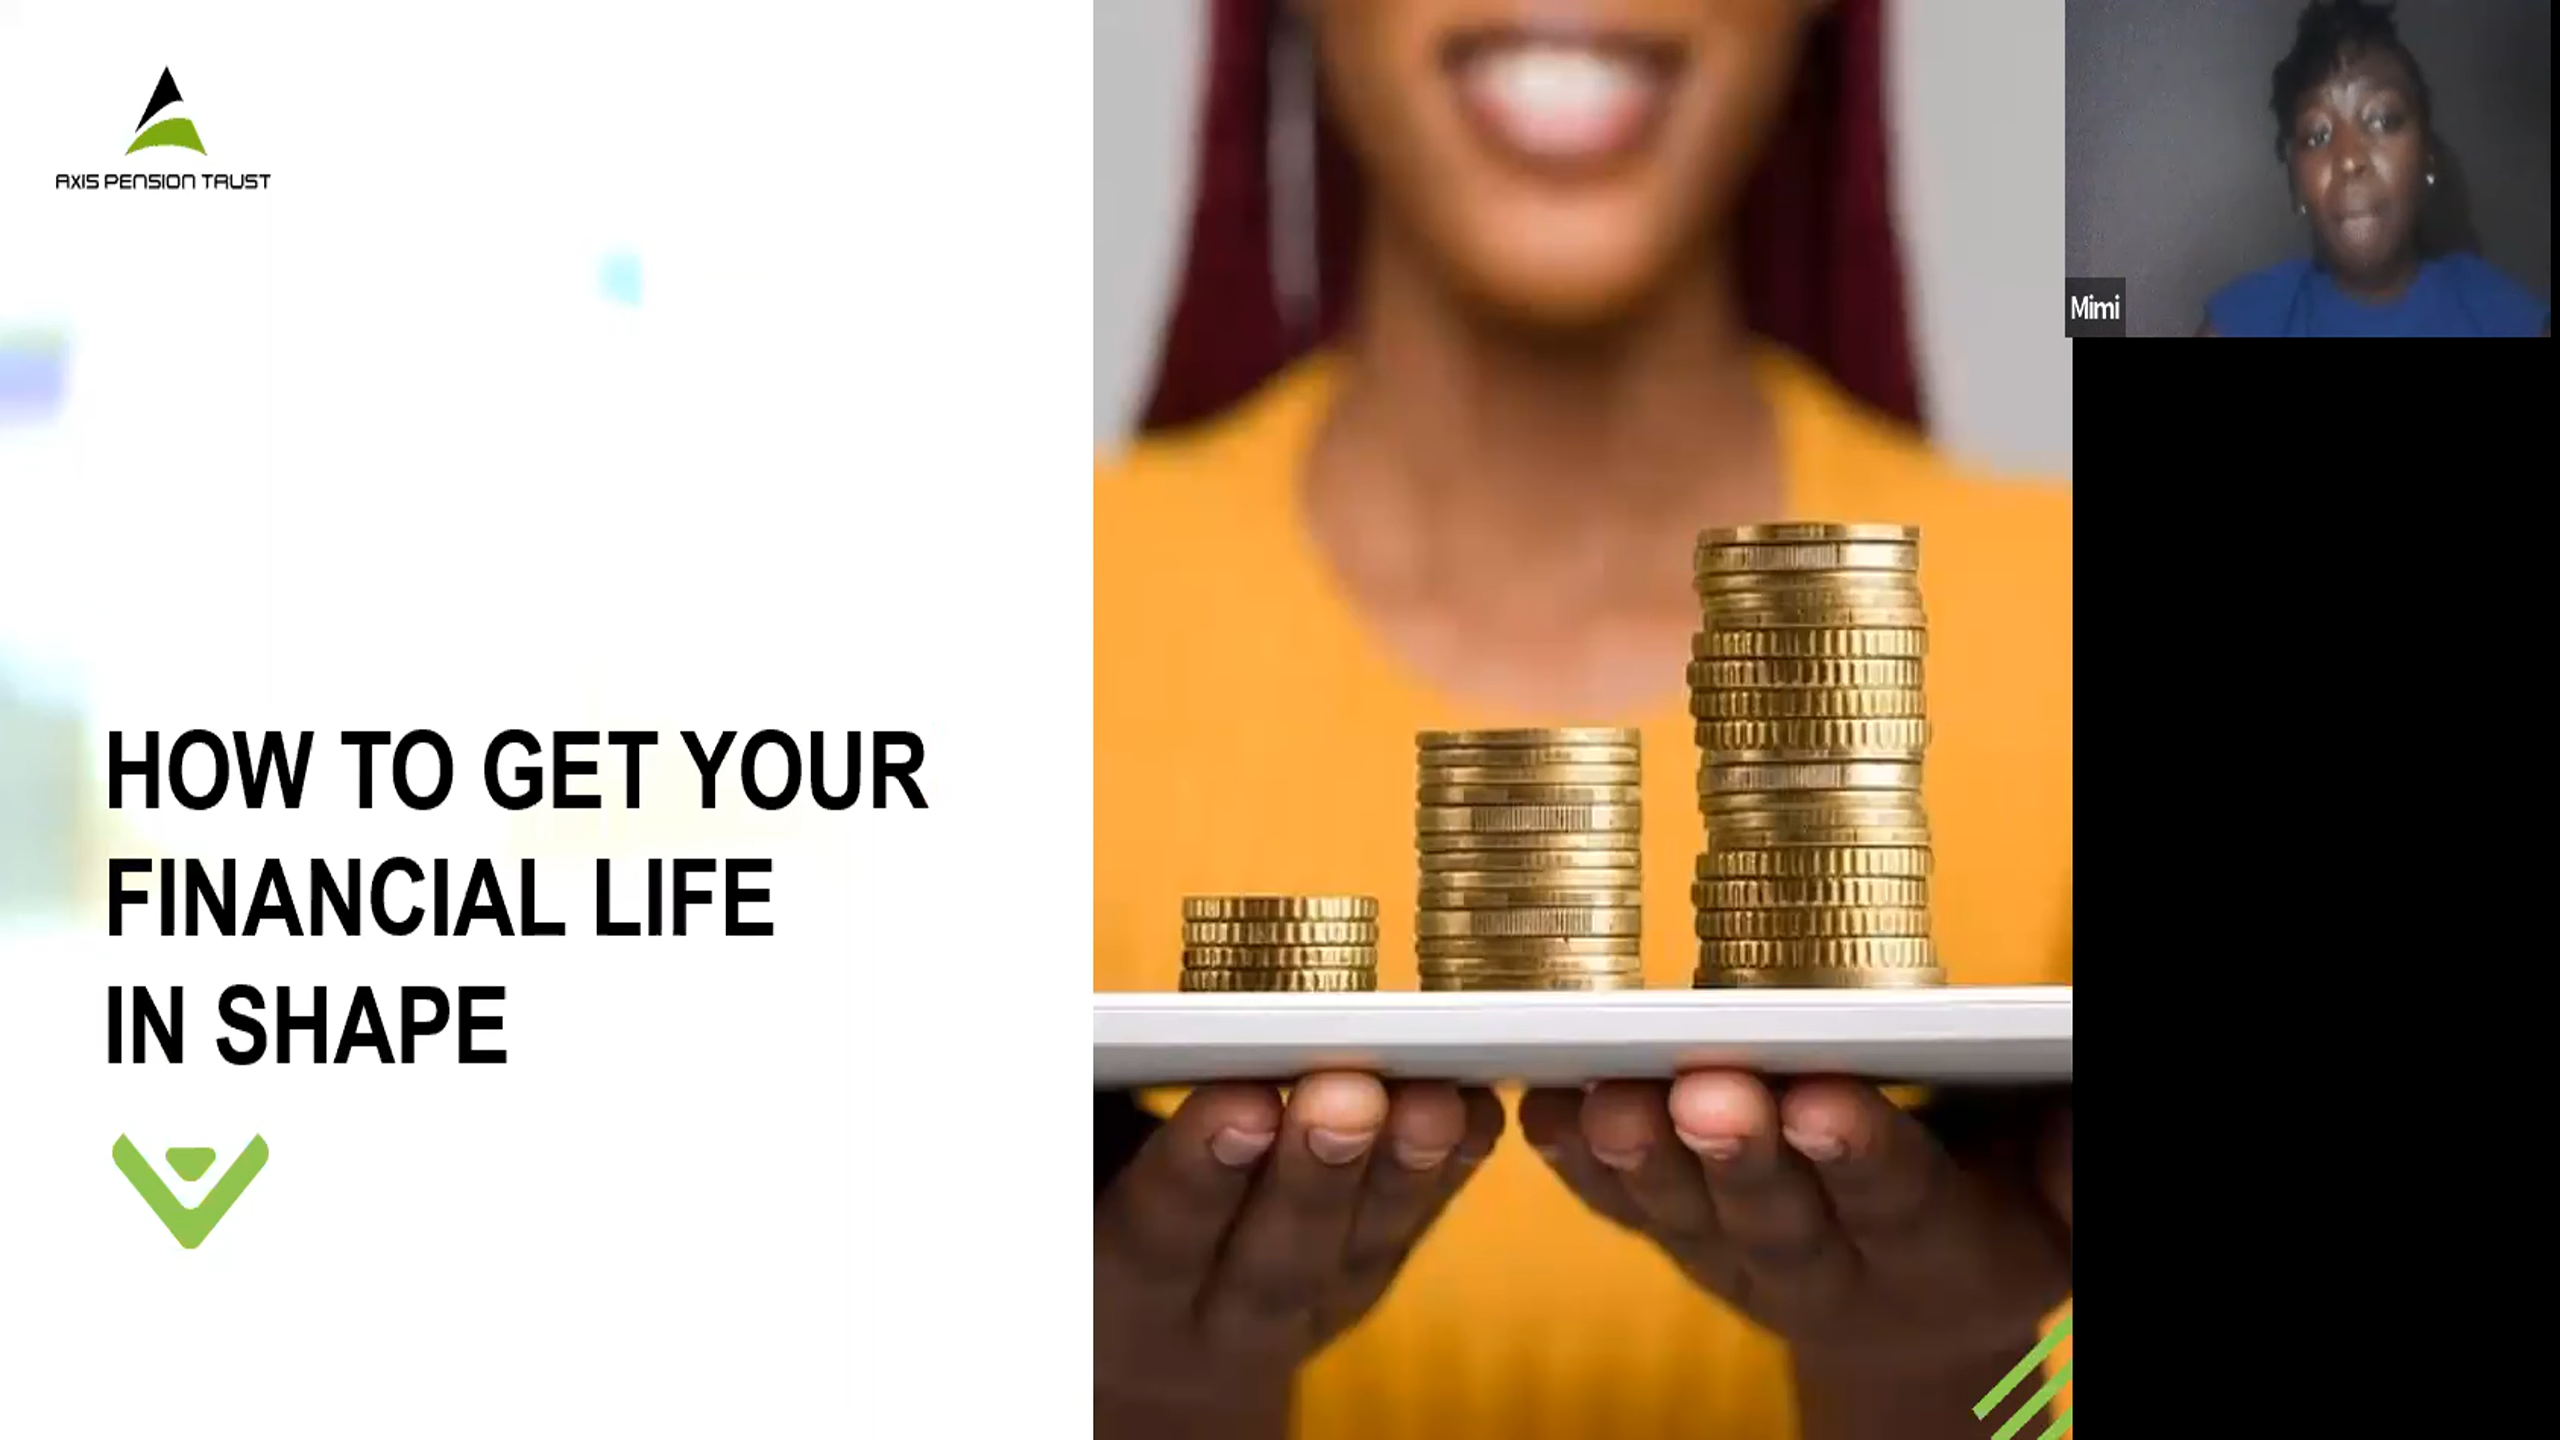 AXIS PENSION TRUST
HOW TO GET YOUR
FINANCIAL LIFE
IN SHAPE
Mimi